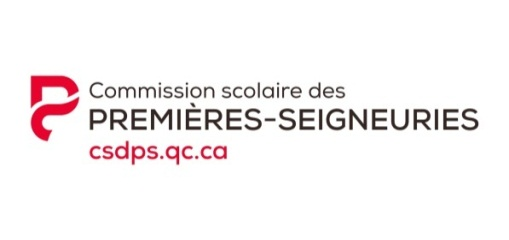 Commission scolaire des
PREMIÈRES-SEIGNEURIES
csdps.qc.ca